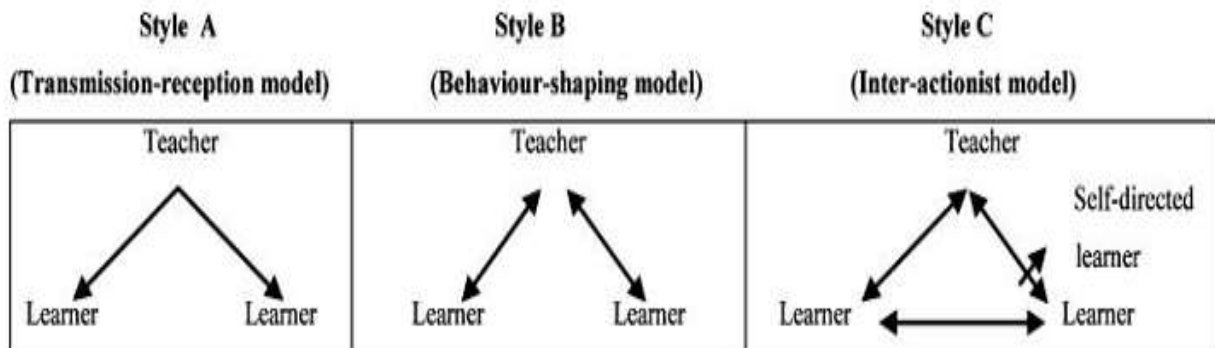 Style A
(Transmission-reception model)
Teacher
Learner
Learner
Style B
(Behaviour-shaping model)
Teacher
Learner
Learner
Style C
(Inter-actionist model)
Teacher
Self-directed
learner
Learner
Learner